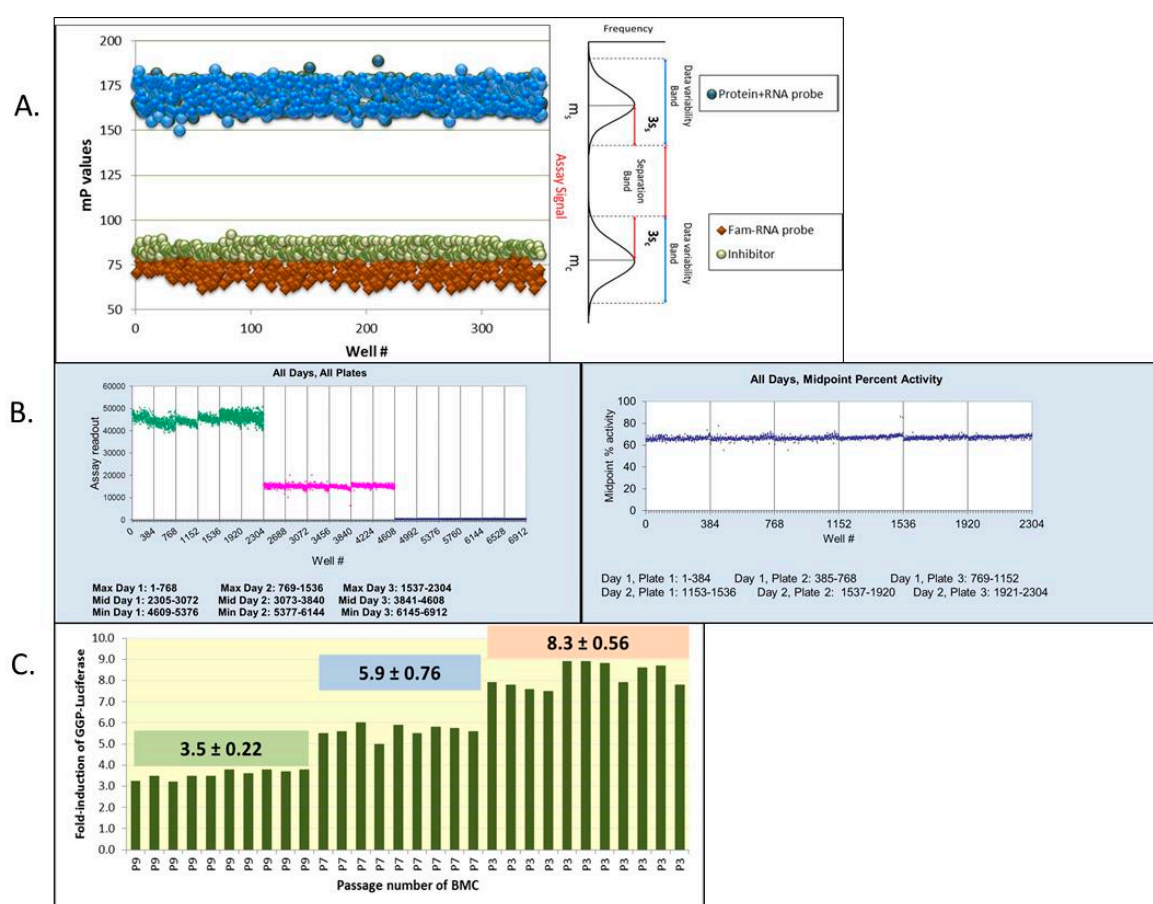 A.
200
175
150
125
100
75
50
mP values
0
100
200
300
Well #
Frequency
Assay Signal
ms
mc
3ss
3sc
Data variability
Band
Separation
Band
Data variability
Band
Protein+RNA probe
Fam-RNA probe
Inhibitor
B.
All Days, All Plates
60000
50000
40000
30000
20000
10000
0
Assay readout
0 384 768 1152 1536 1920 2304 2688 3072 3456 3840 4224 4608 4992 5376 5760 6144 6528 6912
Well #
Max Day 1: 1-768 Max Day 2: 769-1536 Max Day 3: 1537-2304
Mid Day 1: 2305-3072 Mid Day 2: 3073-3840 Mid Day 3: 3841-4608
Min Day 1: 4609-5376 Min Day 2: 5377-6144 Min Day 3: 6145-6912
All Days, Midpoint Percent Activity
100
80
60
40
20
0
Midpoint % activity
0 384 768 1152 1536 1920 2304
Well #
Day 1, Plate 1: 1-384 Day 1, Plate 2: 385-768 Day 1, Plate 3: 769-1152
Day 2, Plate 1: 1153-1536 Day 2, Plate 2: 1537-1920 Day 2, Plate 3: 1921-2304
C.
10.0
9.0
8.0
7.0
6.0
5.0
4.0
3.0
2.0
1.0
0.0
Fold-induction of GGP-Luciferase
3.5 ± 0.22
5.9 ± 0.76
8.3 ± 0.56
P9 P9 P9 P9 P9 P9 P9 P9 P9 P9 P7 P7 P7 P7 P7 P7 P7 P7 P7 P3 P3 P3 P3 P3 P3 P3 P3 P3 P3 P3
Passage number of BMC